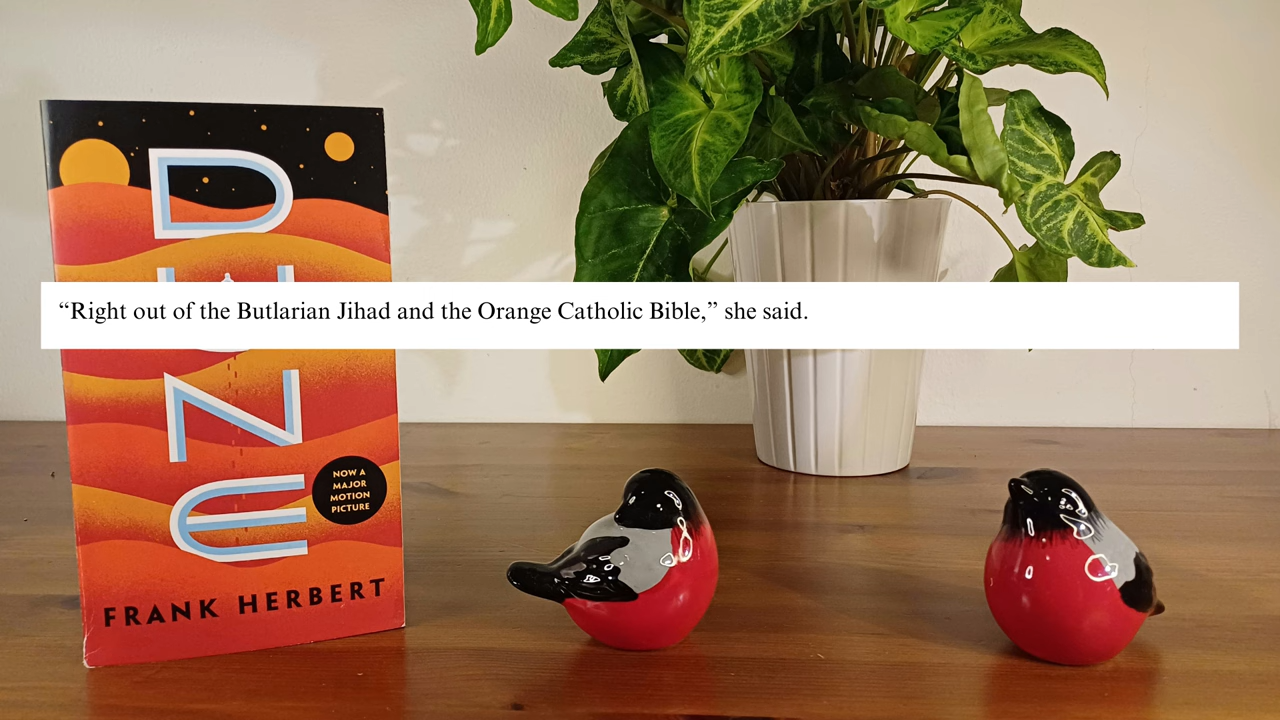 DUNE
“Right out of the Butlarian Jihad and the Orange Catholic Bible,” she said.
NOW A
MAJOR
MOTION
PICTURE
FRANK HERBERT